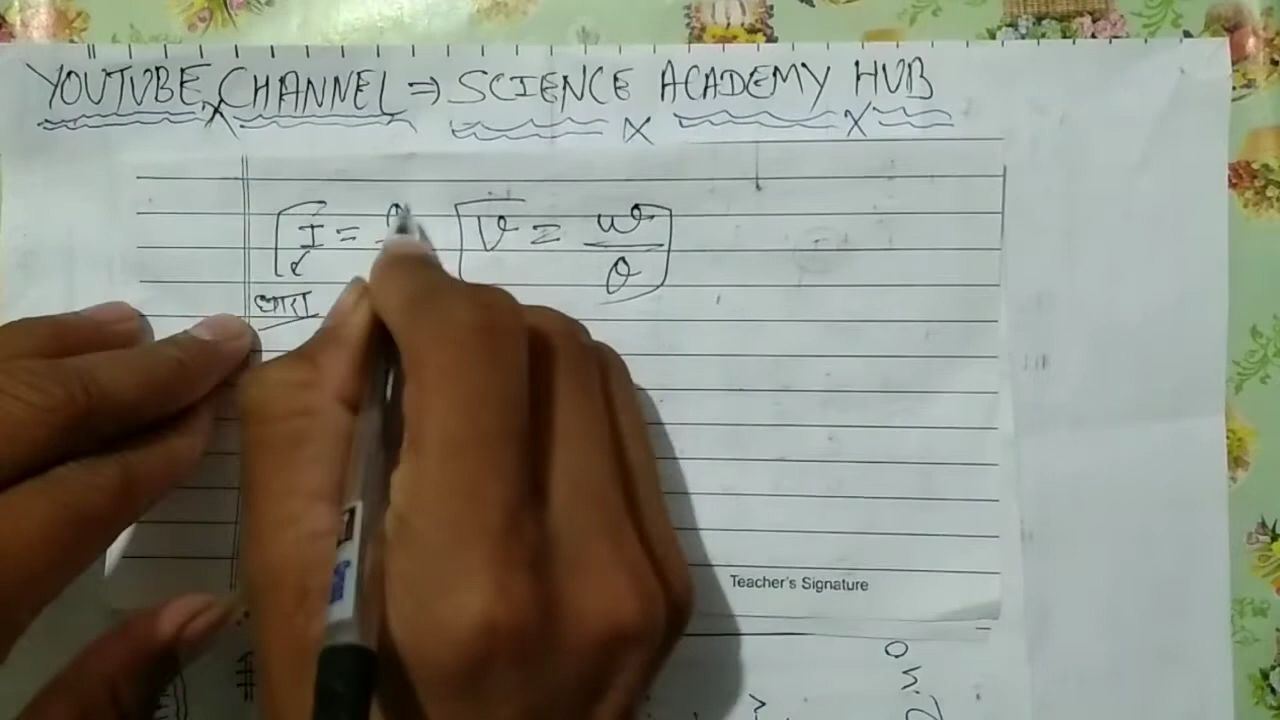 YOUTUBE CHANNEL ⇒ SCIENCE ACADEMY HUB
I = V = W/Q
धारा
Teacher's Signature
#